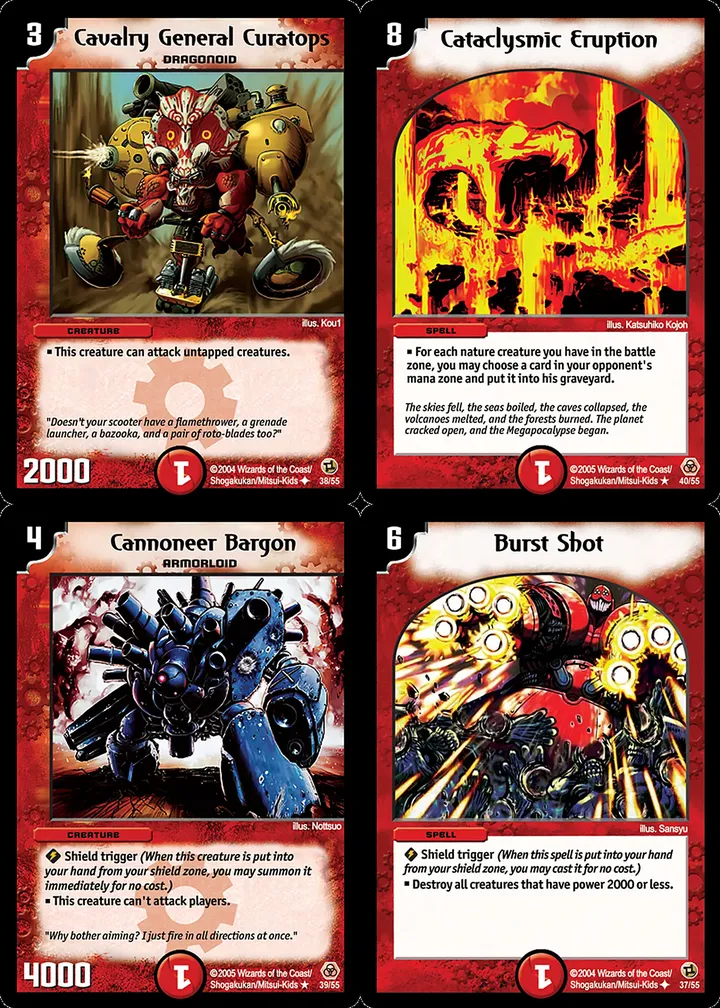 3
Cavalry General Curatops
DRAGONOID
illus. Kou1
CREATURE
▪ This creature can attack untapped creatures.
"Doesn't your scooter have a flamethrower, a grenade
launcher, a bazooka, and a pair of roto-blades too?"
2000
1
©2004 Wizards of the Coast/
Shogakukan/Mitsui-Kids ✦ 38/55
8
Cataclysmic Eruption
illus. Katsuhiko Kojoh
SPELL
▪ For each nature creature you have in the battle
zone, you may choose a card in your opponent's
mana zone and put it into his graveyard.
The skies fell, the seas boiled, the caves collapsed, the
volcanoes melted, and the forests burned. The planet
cracked open, and the Megapocalypse began.
1
©2005 Wizards of the Coast/
Shogakukan/Mitsui-Kids ★ 40/55
4
Cannoneer Bargon
ARMORLOID
illus. Nottsuo
CREATURE
Shield trigger (When this creature is put into
your hand from your shield zone, you may summon it
immediately for no cost.)
▪ This creature can't attack players.
"Why bother aiming? I just fire in all directions at once."
4000
1
©2005 Wizards of the Coast/
Shogakukan/Mitsui-Kids ★ 39/55
6
Burst Shot
illus. Sansyu
SPELL
Shield trigger (When this spell is put into your hand
from your shield zone, you may cast it for no cost.)
▪ Destroy all creatures that have power 2000 or less.
1
©2004 Wizards of the Coast/
Shogakukan/Mitsui-Kids ✦ 37/55